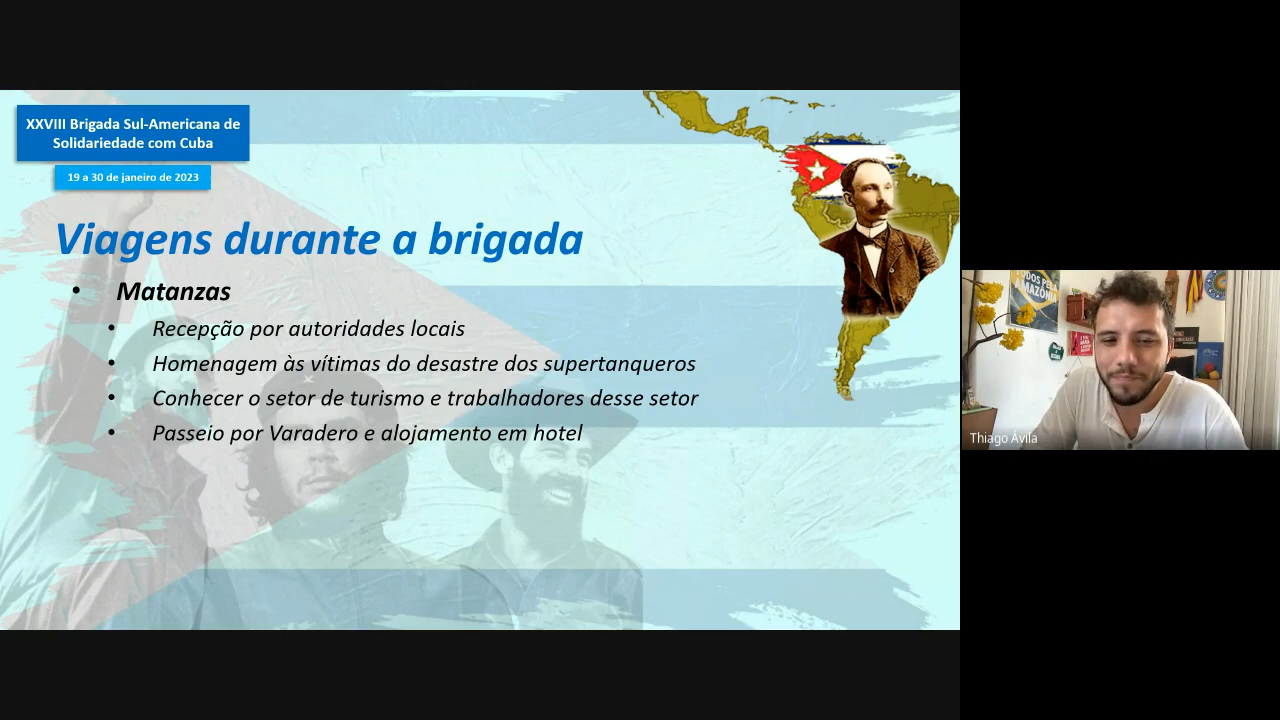 XXVIII Brigada Sul-Americana de
Solidariedade com Cuba
19 a 30 de janeiro de 2023
Viagens durante a brigada
• Matanzas
• Recepção por autoridades locais
• Homenagem às vítimas do desastre dos supertanqueros
• Conhecer o setor de turismo e trabalhadores desse setor
• Passeio por Varadero e alojamento em hotel
AMAZÔNIA
Thiago Ávila